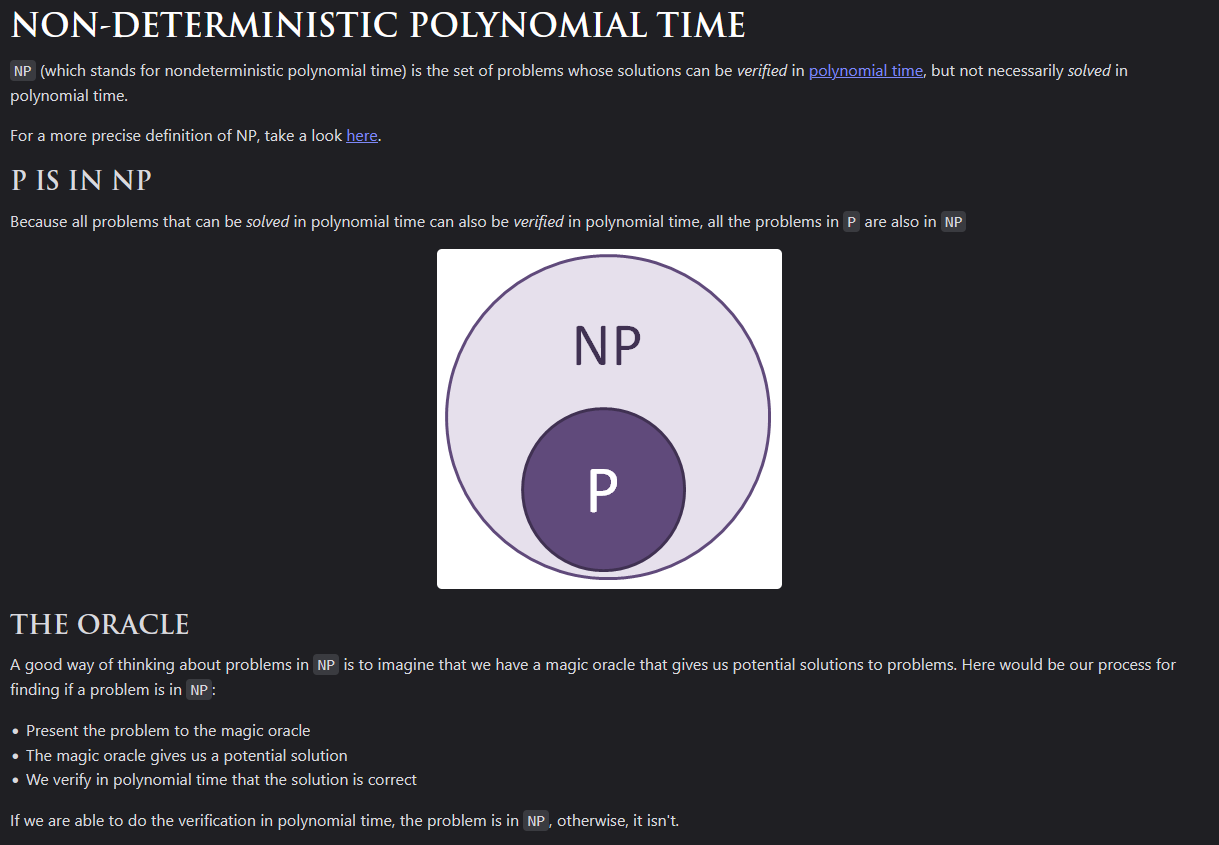 NON-DETERMINISTIC POLYNOMIAL TIME
NP (which stands for nondeterministic polynomial time) is the set of problems whose solutions can be verified in polynomial time, but not necessarily solved in
polynomial time.
For a more precise definition of NP, take a look here.
P IS IN NP
Because all problems that can be solved in polynomial time can also be verified in polynomial time, all the problems in P are also in NP
NP
P
THE ORACLE
A good way of thinking about problems in NP is to imagine that we have a magic oracle that gives us potential solutions to problems. Here would be our process for
finding if a problem is in NP:
• Present the problem to the magic oracle
• The magic oracle gives us a potential solution
• We verify in polynomial time that the solution is correct
If we are able to do the verification in polynomial time, the problem is in NP, otherwise, it isn't.